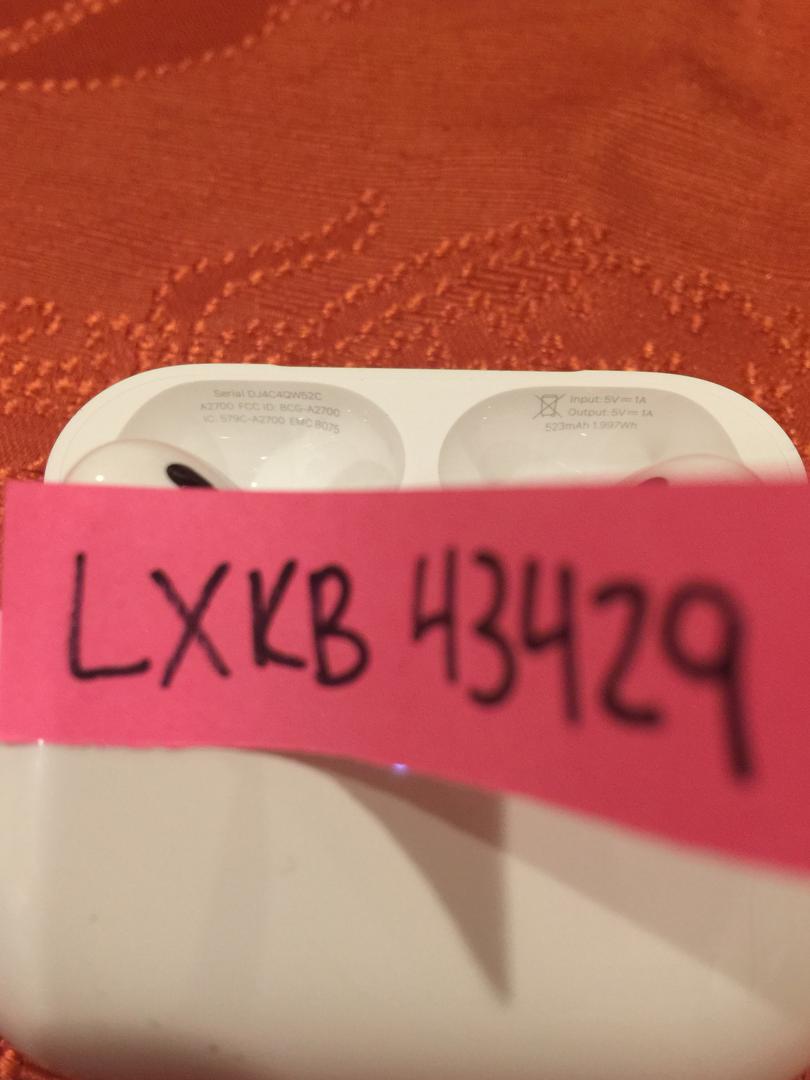 Serial DJ4C4QW52C
A2700 FCC ID: BCG-A2700
IC: 579C-A2700 EMC 8075
Input: 5V⎓1A
Output: 5V⎓1A
523mAh 1.997Wh
LXKB 43429